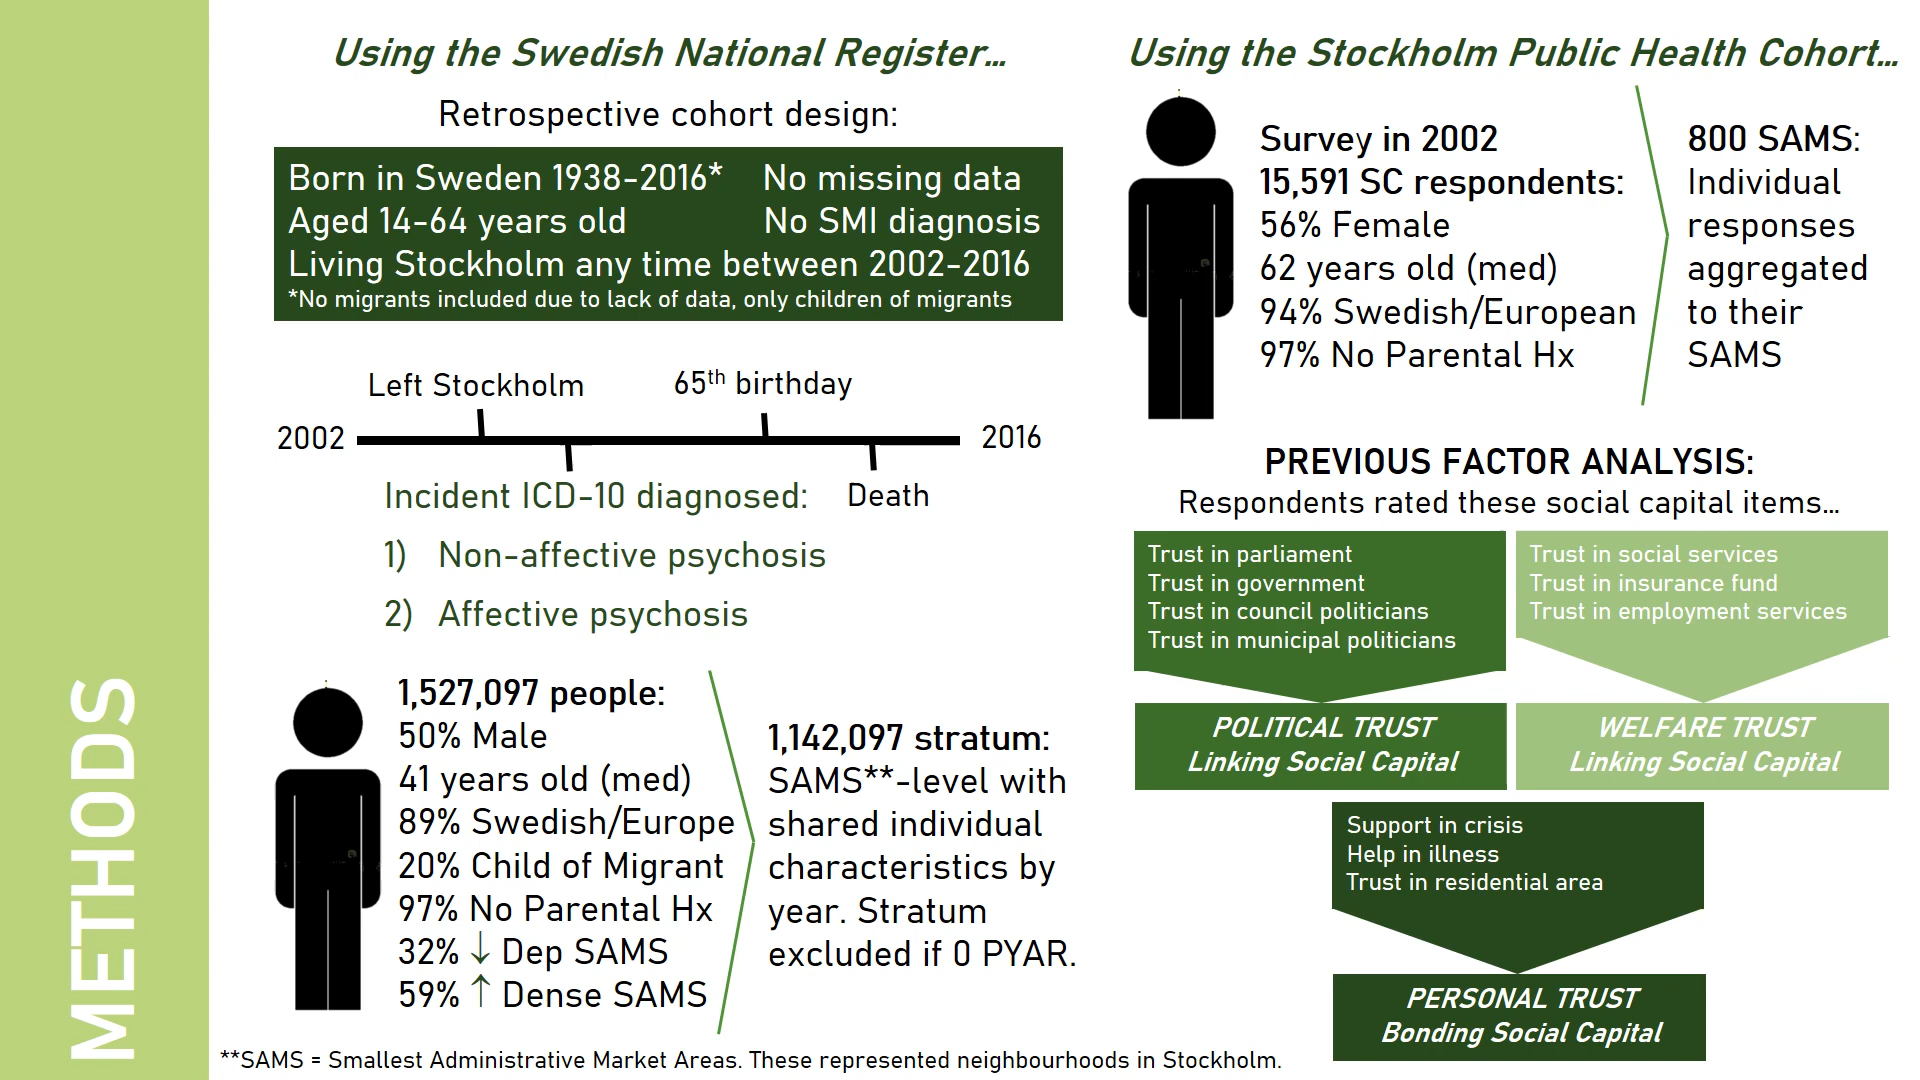 METHODS
Using the Swedish National Register...
Retrospective cohort design:
Born in Sweden 1938-2016* No missing data
Aged 14-64 years old No SMI diagnosis
Living Stockholm any time between 2002-2016
*No migrants included due to lack of data, only children of migrants
Left Stockholm 65th birthday
2002 2016
Incident ICD-10 diagnosed: Death
1) Non-affective psychosis
2) Affective psychosis
1,527,097 people:
50% Male
41 years old (med)
89% Swedish/Europe
20% Child of Migrant
97% No Parental Hx
32% ↓ Dep SAMS
59% ↑ Dense SAMS
1,142,097 stratum:
SAMS**-level with
shared individual
characteristics by
year. Stratum
excluded if 0 PYAR.
**SAMS = Smallest Administrative Market Areas. These represented neighbourhoods in Stockholm.
Using the Stockholm Public Health Cohort...
Survey in 2002
15,591 SC respondents:
56% Female
62 years old (med)
94% Swedish/European
97% No Parental Hx
800 SAMS:
Individual
responses
aggregated
to their
SAMS
PREVIOUS FACTOR ANALYSIS:
Respondents rated these social capital items...
Trust in parliament
Trust in government
Trust in council politicians
Trust in municipal politicians
POLITICAL TRUST
Linking Social Capital
Trust in social services
Trust in insurance fund
Trust in employment services
WELFARE TRUST
Linking Social Capital
Support in crisis
Help in illness
Trust in residential area
PERSONAL TRUST
Bonding Social Capital